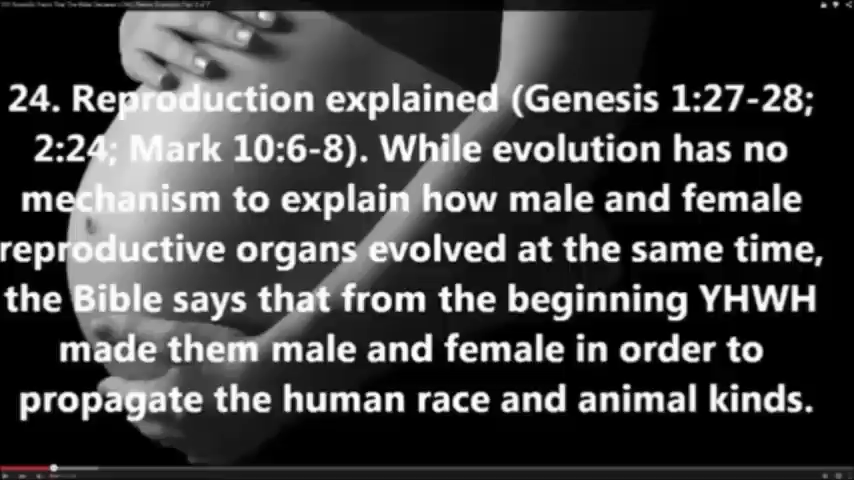 24. Reproduction explained (Genesis 1:27-28;
2:24; Mark 10:6-8). While evolution has no
mechanism to explain how male and female
reproductive organs evolved at the same time,
the Bible says that from the beginning YHWH
made them male and female in order to
propagate the human race and animal kinds.